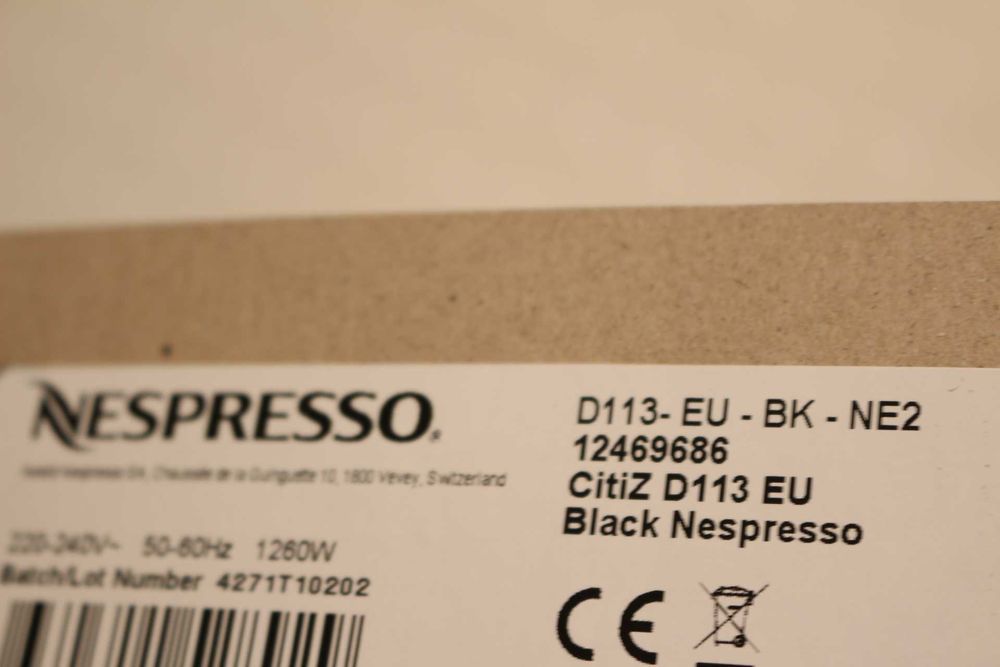 NESPRESSO
Nespresso SA, Chaussée de la Guinguette 10, 1800 Vevey, Switzerland
220-240V~ 50-60Hz 1260W
Batch/Lot Number 4271T10202
D113- EU - BK - NE2
12469686
CitiZ D113 EU
Black Nespresso
CE